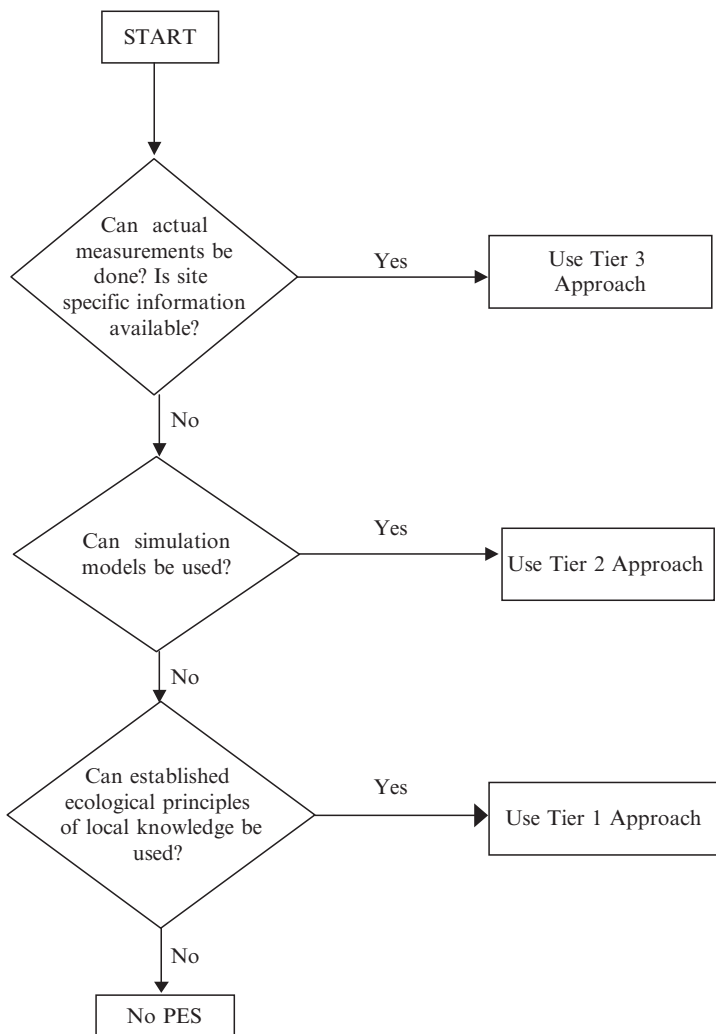 START
Can actual
measurements be
done? Is site
specific information
available?
Yes
Use Tier 3
Approach
No
Can simulation
models be used?
Yes
Use Tier 2 Approach
No
Can established
ecological principles
of local knowledge be
used?
Yes
Use Tier 1 Approach
No
No PES